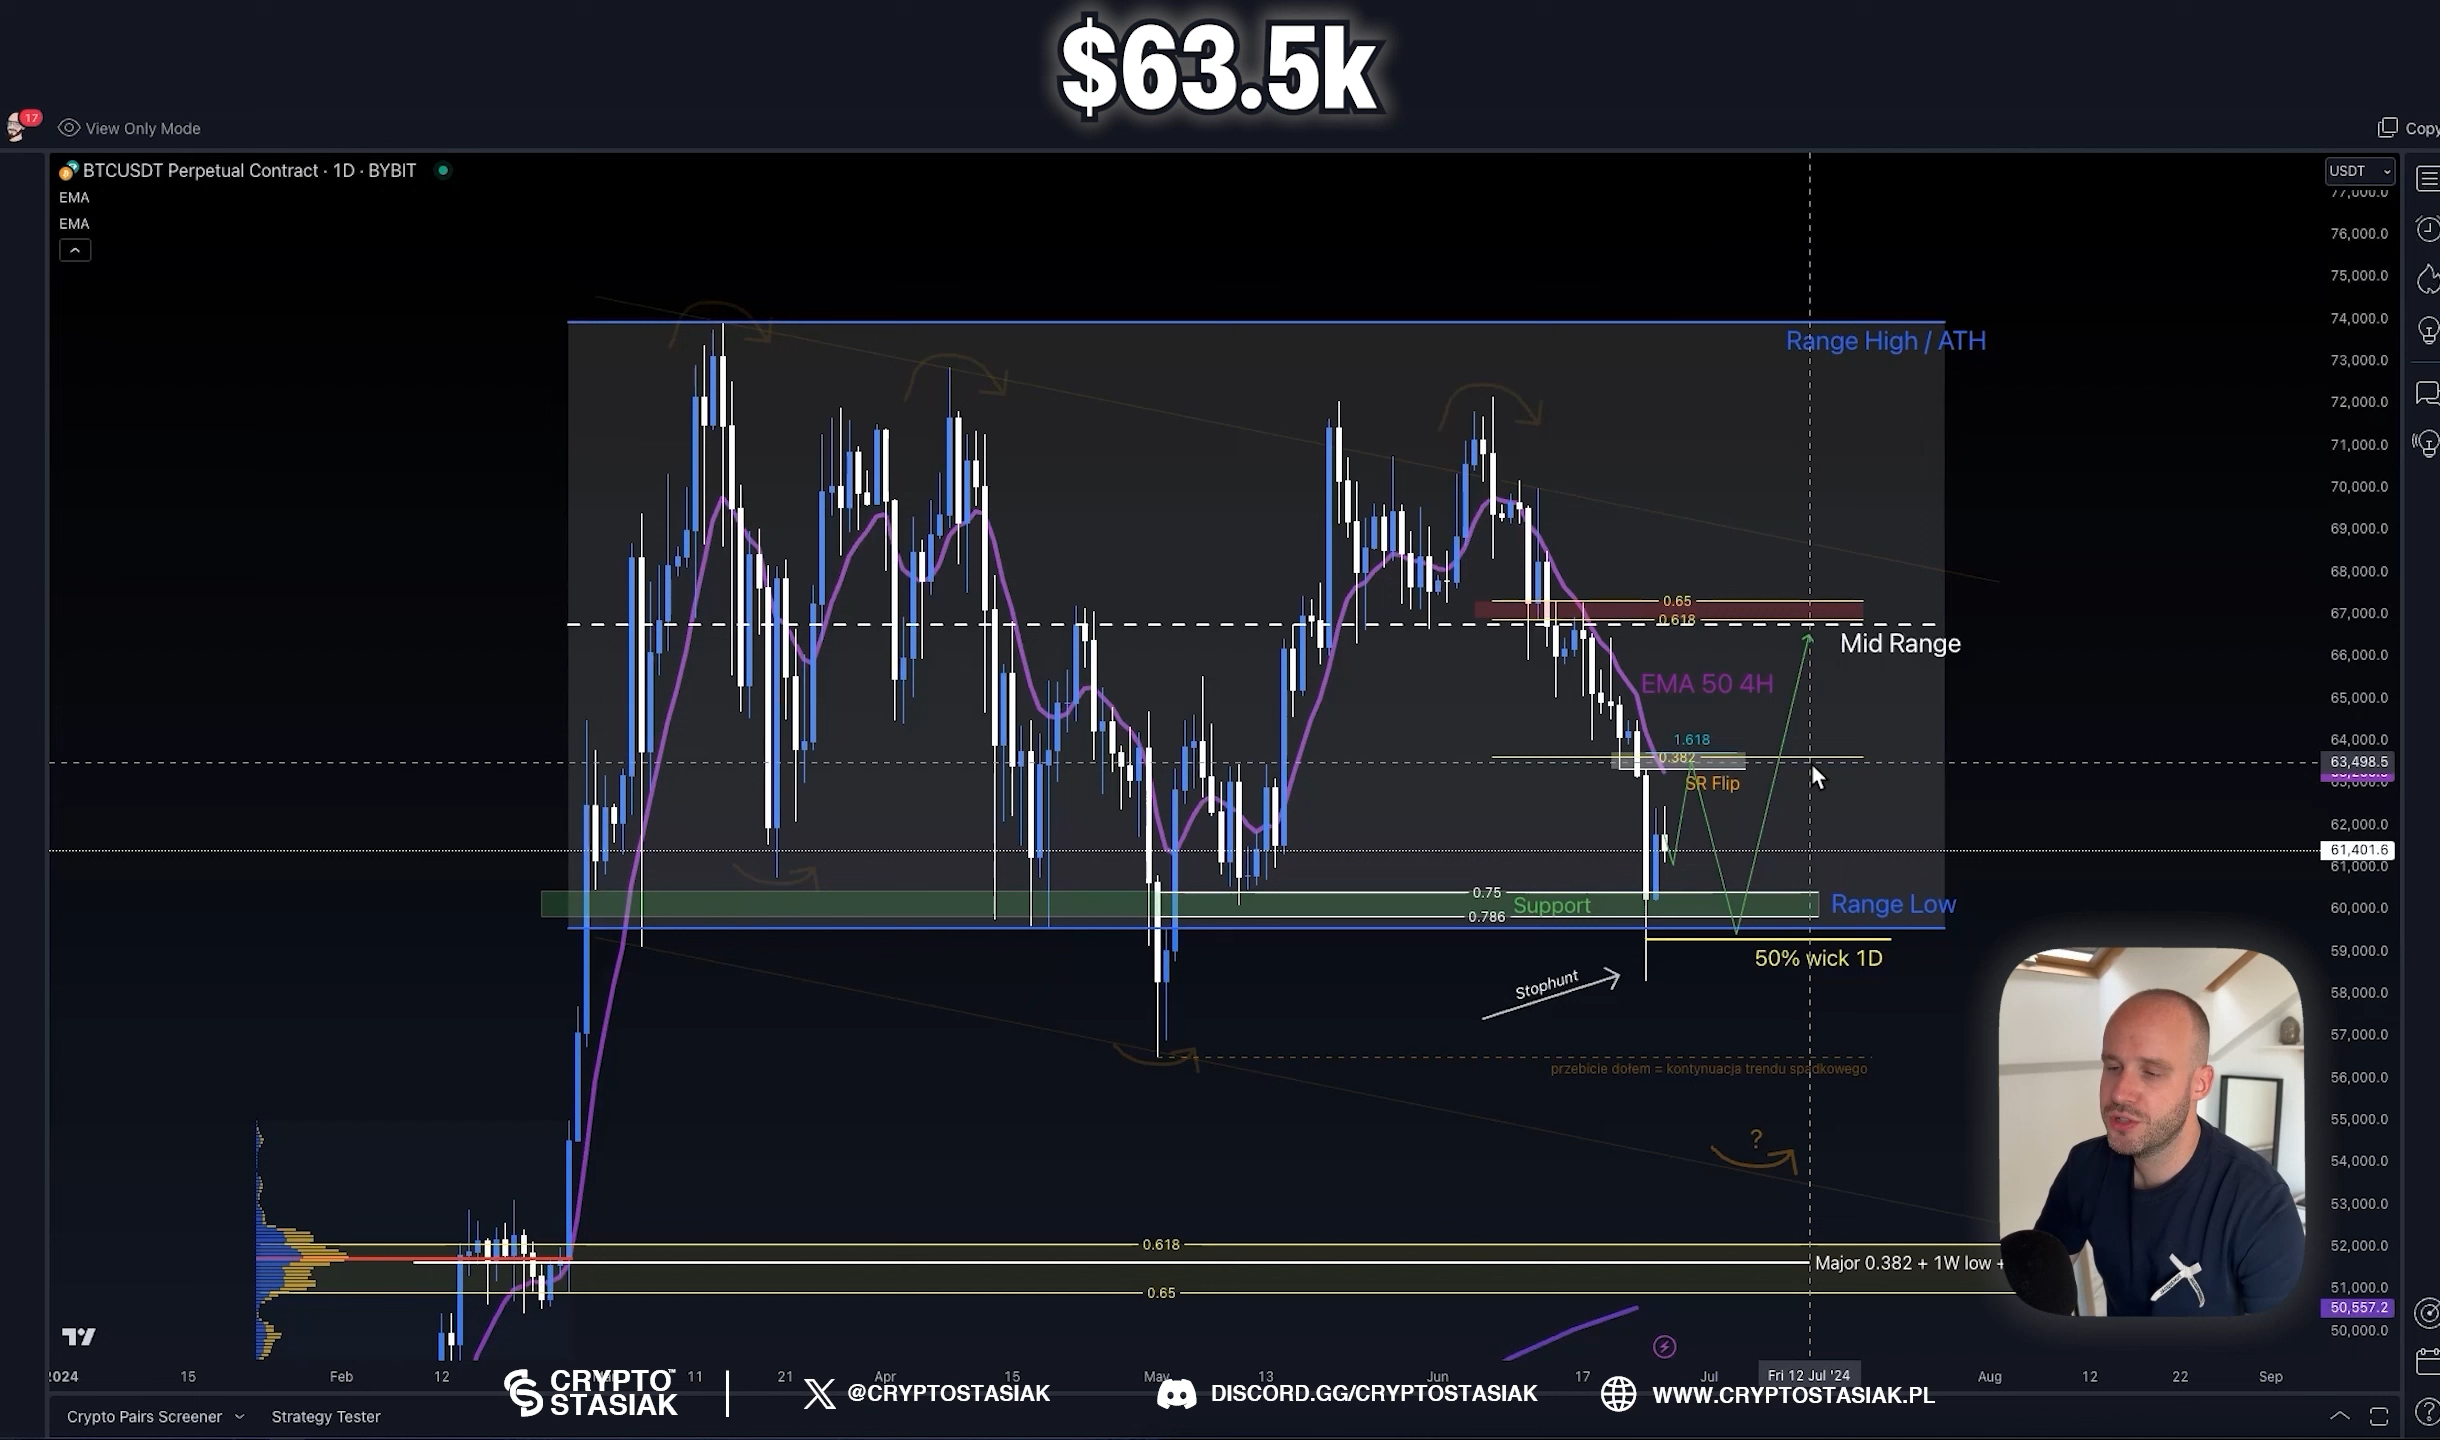 $63.5k
17
View Only Mode
Copy
BTCUSDT Perpetual Contract · 1D · BYBIT
USDT
EMA
EMA
77,000.0
76,000.0
75,000.0
74,000.0
Range High / ATH
73,000.0
72,000.0
71,000.0
70,000.0
69,000.0
68,000.0
0.65
67,000.0
0.618
Mid Range
66,000.0
EMA 50 4H
65,000.0
1.618
64,000.0
0.382
63,498.5
SR Flip
63,000.0
62,000.0
61,401.6
61,000.0
0.75
Support
Range Low
60,000.0
0.786
59,000.0
50% wick 1D
Stophunt
58,000.0
57,000.0
przebicie dołem = kontynuacja trendu spadkowego
56,000.0
55,000.0
?
54,000.0
53,000.0
0.618
52,000.0
Major 0.382 + 1W low +
0.65
51,000.0
50,557.2
50,000.0
2024
15
Feb
12
11
21
Apr
15
May
13
Jun
17
Jul
Fri 12 Jul '24
Aug
12
22
Sep
CRYPTO™
STASIAK
@CRYPTOSTASIAK
DISCORD.GG/CRYPTOSTASIAK
WWW.CRYPTOSTASIAK.PL
Crypto Pairs Screener
Strategy Tester